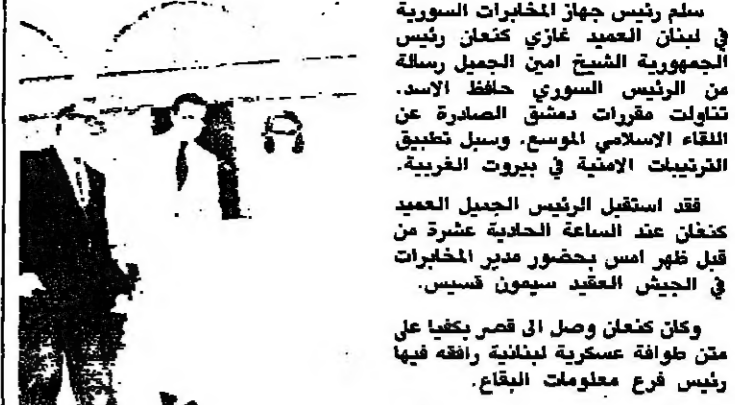 سلم رئيس جهاز المخابرات السورية
في لبنان العميد غازي كنعان رئيس
الجمهورية الشيخ امين الجميل رسالة
من الرئيس السوري حافظ الاسد،
تناولت مقررات دمشق الصادرة عن
اللقاء الاسلامي الموسع، وسبل تطبيق
الترتيبات الامنية في بيروت الغربية.
فقد استقبل الرئيس الجميل العميد
كنعان عند الساعة الحادية عشرة من
قبل ظهر امس بحضور مدير المخابرات
في الجيش العقيد سيمون قسيس.
وكان كنعان وصل الى قصر بكفيا على
متن طوافة عسكرية لبنانية رافقه فيها
رئيس فرع معلومات البقاع.